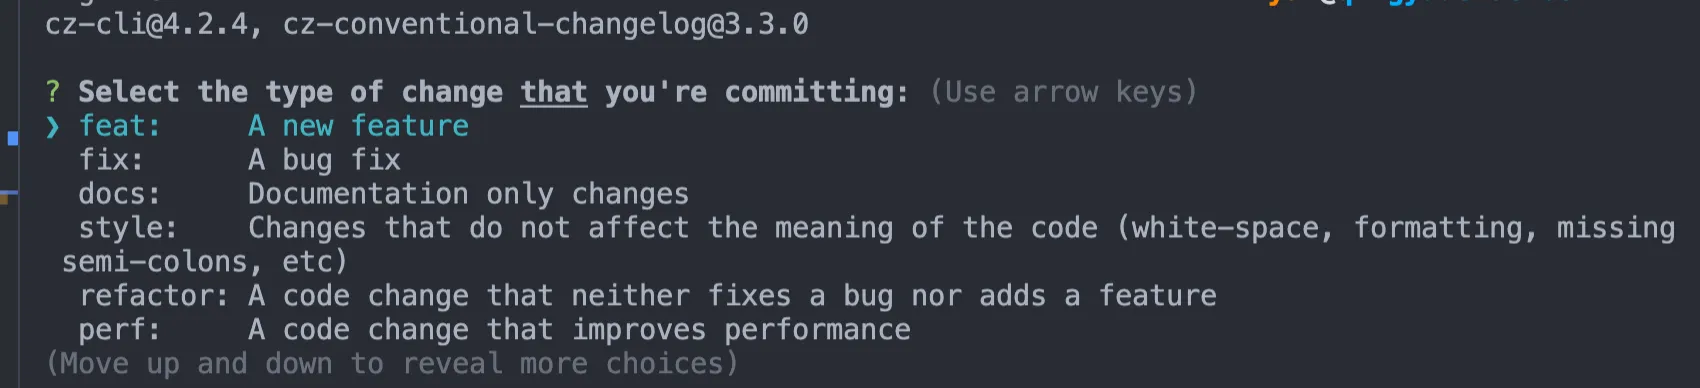 cz-cli@4.2.4, cz-conventional-changelog@3.3.0
? Select the type of change that you're committing: (Use arrow keys)
❯ feat:     A new feature
fix:      A bug fix
docs:     Documentation only changes
style:    Changes that do not affect the meaning of the code (white-space, formatting, missing
semi-colons, etc)
refactor: A code change that neither fixes a bug nor adds a feature
perf:     A code change that improves performance
(Move up and down to reveal more choices)